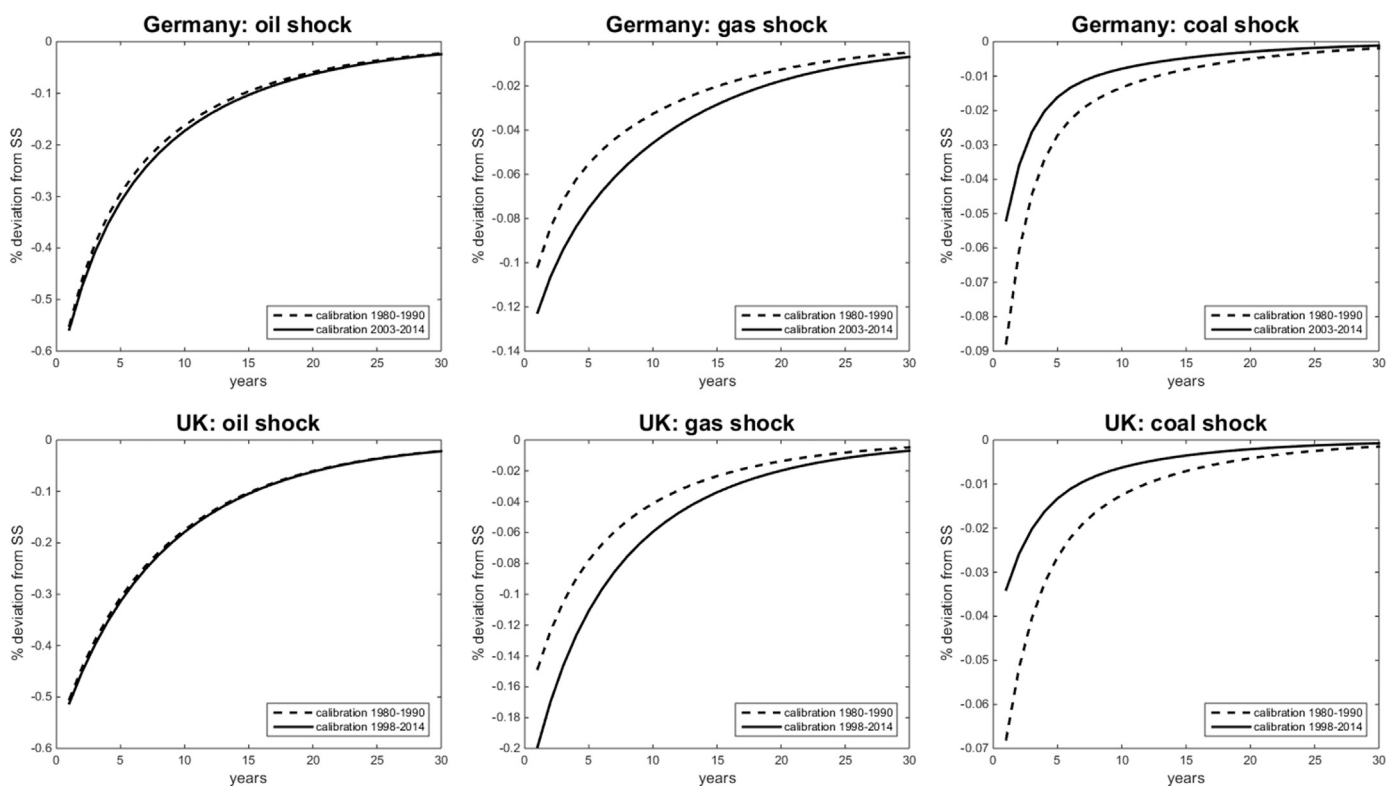 Germany: oil shock
% deviation from SS
0
-0.1
-0.2
-0.3
-0.4
-0.5
-0.6
0 5 10 15 20 25 30
years
calibration 1980-1990
calibration 2003-2014
Germany: gas shock
% deviation from SS
0
-0.02
-0.04
-0.06
-0.08
-0.1
-0.12
-0.14
0 5 10 15 20 25 30
years
calibration 1980-1990
calibration 2003-2014
Germany: coal shock
% deviation from SS
0
-0.01
-0.02
-0.03
-0.04
-0.05
-0.06
-0.07
-0.08
-0.09
0 5 10 15 20 25 30
years
calibration 1980-1990
calibration 2003-2014
UK: oil shock
% deviation from SS
0
-0.1
-0.2
-0.3
-0.4
-0.5
-0.6
0 5 10 15 20 25 30
years
calibration 1980-1990
calibration 1998-2014
UK: gas shock
% deviation from SS
0
-0.02
-0.04
-0.06
-0.08
-0.1
-0.12
-0.14
-0.16
-0.18
-0.2
0 5 10 15 20 25 30
years
calibration 1980-1990
calibration 1998-2014
UK: coal shock
% deviation from SS
0
-0.01
-0.02
-0.03
-0.04
-0.05
-0.06
-0.07
0 5 10 15 20 25 30
years
calibration 1980-1990
calibration 1998-2014